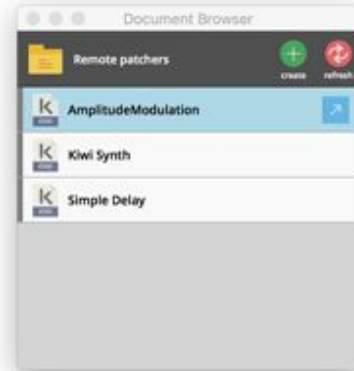 Document Browser
Remote patchers
create
refresh
AmplitudeModulation
Kiwi Synth
Simple Delay